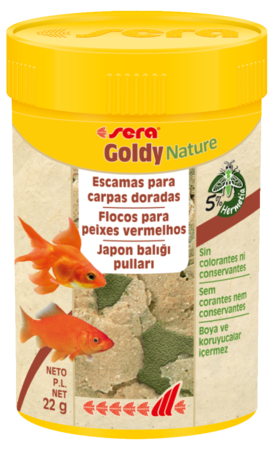 sera
Goldy Nature
Escamas para
carpas doradas
Flocos para
peixes vermelhos
Japon balığı
pulları
5% Hermetia
Sin
colorantes ni
conservantes
Sem
corantes nem
conservantes
Boya ve
koruyucular
içermez
NETO
P.L.
NET
22 g